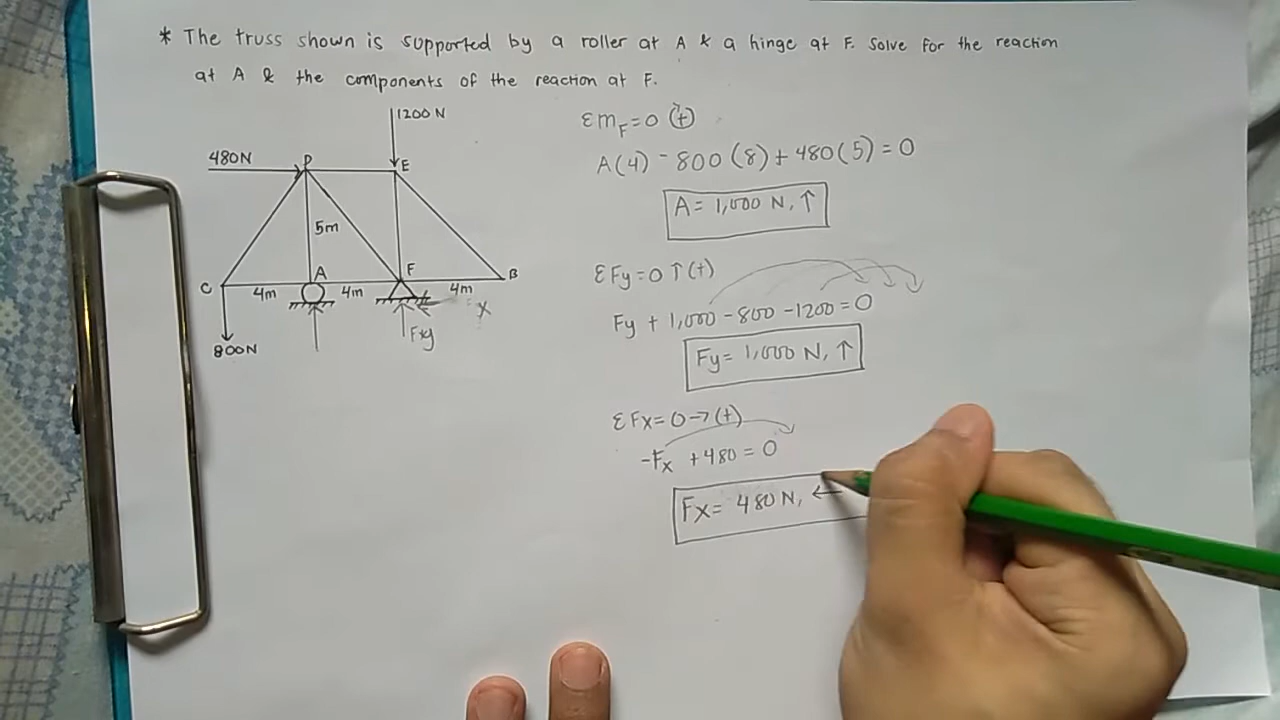 * The truss shown is supported by a roller at A & a hinge at F. Solve for the reaction
at A & the components of the reaction at F.
1200 N
480N
D
E
5m
C
A
F
B
4m
4m
4m
X
Fxy
800N
ΣM_F=0 (+)
A(4) - 800(8) + 480(5) = 0
A = 1,000 N, ↑
ΣFy=0 ↑(+)
Fy + 1,000 - 800 - 1200 = 0
Fy = 1,000 N, ↑
ΣFx=0 → (+)
-Fx + 480 = 0
Fx = 480 N, ←